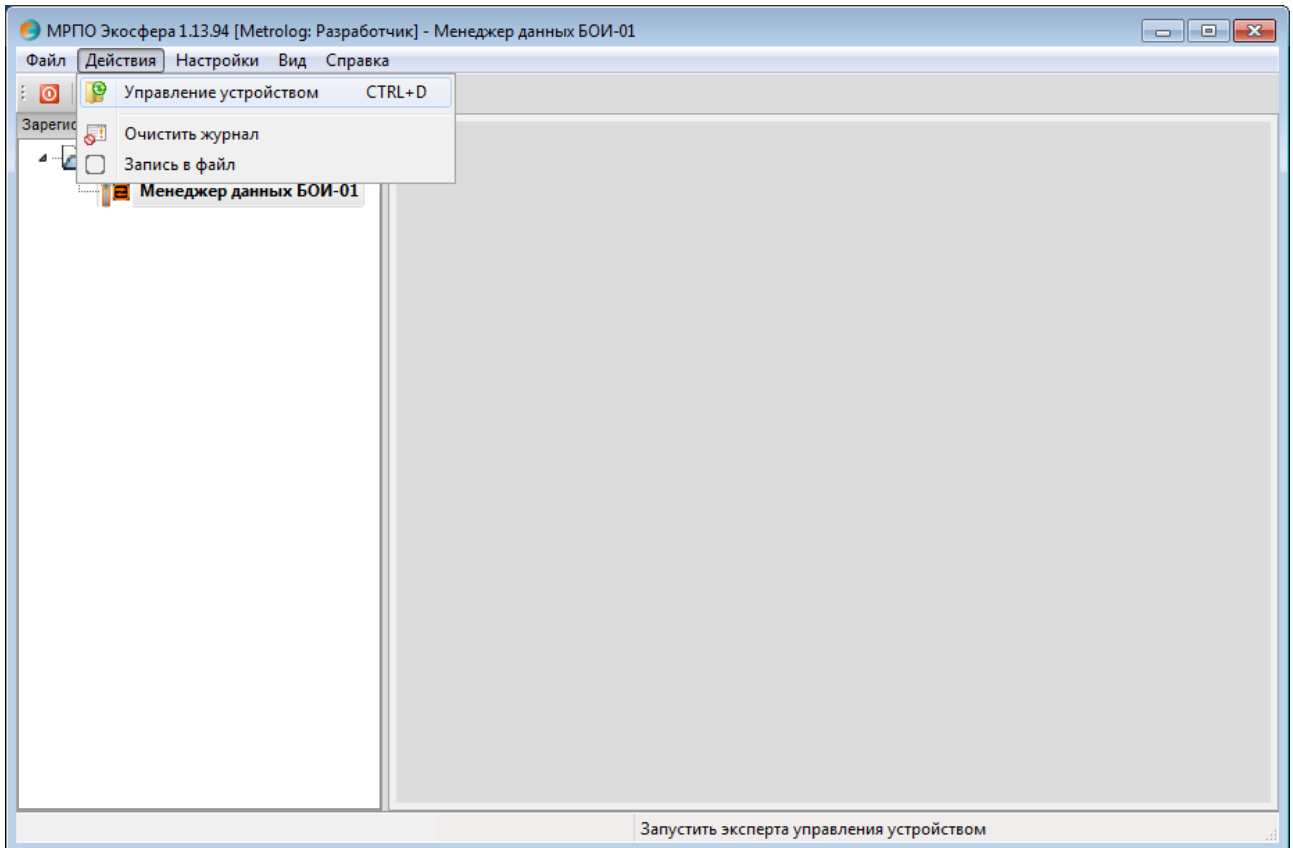 МРПО Экосфера 1.13.94 [Metrolog: Разработчик] - Менеджер данных БОИ-01
Файл Действия Настройки Вид Справка
Управление устройством CTRL+D
Очистить журнал
Запись в файл
Менеджер данных БОИ-01
Запустить эксперта управления устройством